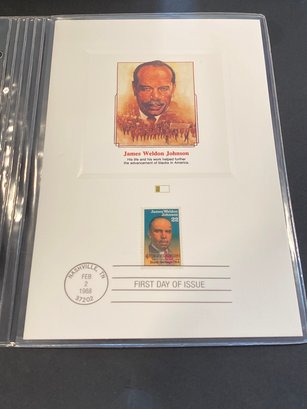 James Weldon Johnson
His life and his work helped further
the advancement of Blacks in America.
James Weldon
Johnson
22
NASHVILLE, TN
FEB
2
1988
37202
FIRST DAY OF ISSUE